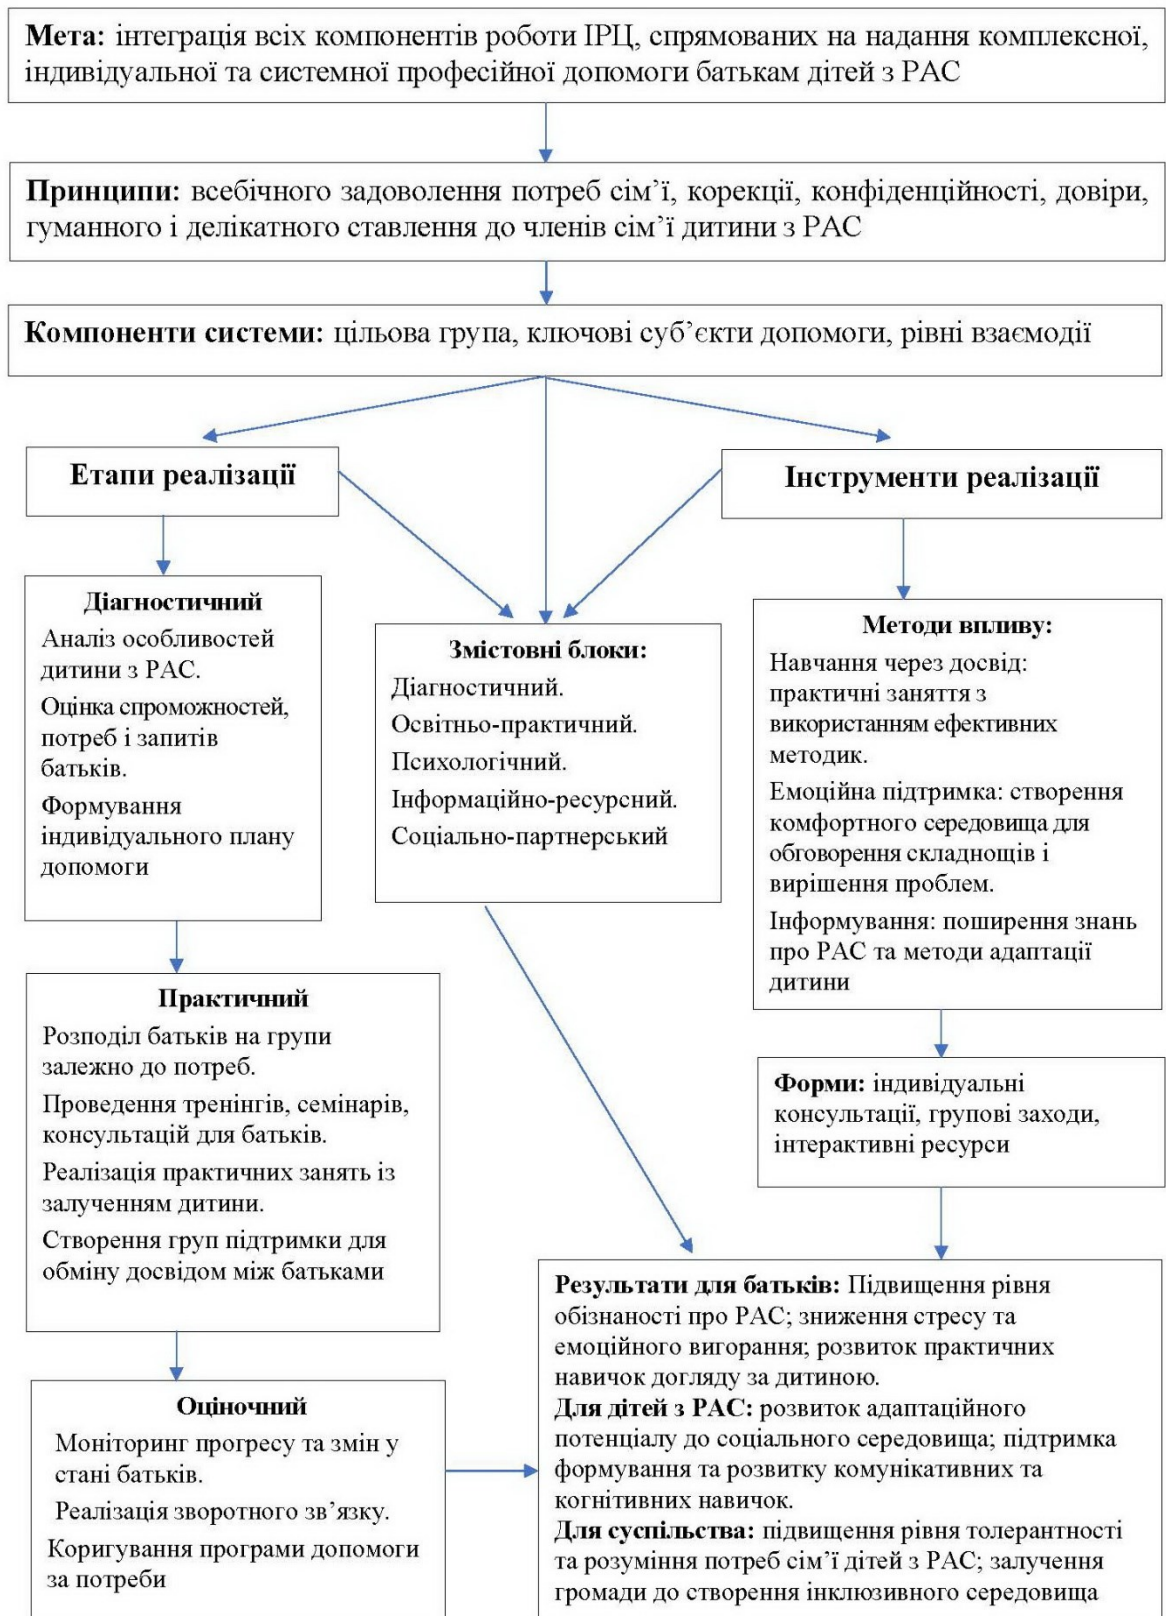 Мета: інтеграція всіх компонентів роботи ІРЦ, спрямованих на надання комплексної,
індивідуальної та системної професійної допомоги батькам дітей з РАС
Принципи: всебічного задоволення потреб сім’ї, корекції, конфіденційності, довіри,
гуманного і делікатного ставлення до членів сім’ї дитини з РАС
Компоненти системи: цільова група, ключові суб’єкти допомоги, рівні взаємодії
Етапи реалізації
Інструменти реалізації
Діагностичний
Аналіз особливостей
дитини з РАС.
Оцінка спроможностей,
потреб і запитів
батьків.
Формування
індивідуального плану
допомоги
Змістовні блоки:
Діагностичний.
Освітньо-практичний.
Психологічний.
Інформаційно-ресурсний.
Соціально-партнерський
Методи впливу:
Навчання через досвід:
практичні заняття з
використанням ефективних
методик.
Емоційна підтримка: створення
комфортного середовища для
обговорення складнощів і
вирішення проблем.
Інформування: поширення знань
про РАС та методи адаптації
дитини
Практичний
Розподіл батьків на групи
залежно до потреб.
Проведення тренінгів, семінарів,
консультацій для батьків.
Реалізація практичних занять із
залученням дитини.
Створення груп підтримки для
обміну досвідом між батьками
Форми: індивідуальні
консультації, групові заходи,
інтерактивні ресурси
Оціночний
Моніторинг прогресу та змін у
стані батьків.
Реалізація зворотного зв’язку.
Коригування програми допомоги
за потреби
Результати для батьків: Підвищення рівня
обізнаності про РАС; зниження стресу та
емоційного вигорання; розвиток практичних
навичок догляду за дитиною.
Для дітей з РАС: розвиток адаптаційного
потенціалу до соціального середовища; підтримка
формування та розвитку комунікативних та
когнітивних навичок.
Для суспільства: підвищення рівня толерантності
та розуміння потреб сім’ї дітей з РАС; залучення
громади до створення інклюзивного середовища